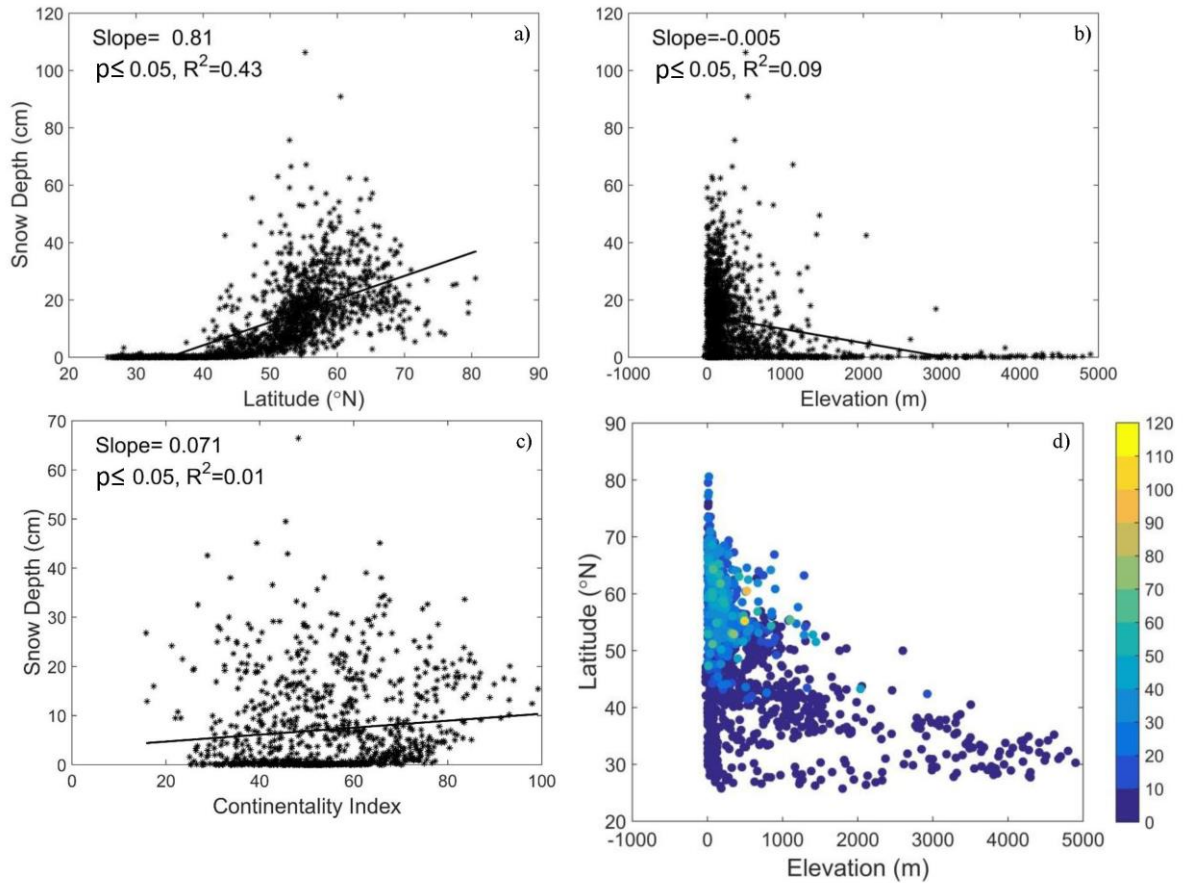 Slope= 0.81
p≤ 0.05, R²=0.43
a)
120
100
80
60
40
20
0
Snow Depth (cm)
20 30 40 50 60 70 80 90
Latitude (°N)
Slope=-0.005
p≤ 0.05, R²=0.09
b)
120
100
80
60
40
20
0
-1000 0 1000 2000 3000 4000 5000
Elevation (m)
Slope= 0.071
p≤ 0.05, R²=0.01
c)
70
60
50
40
30
20
10
0
Snow Depth (cm)
0 20 40 60 80 100
Continentality Index
d)
90
80
70
60
50
40
30
20
Latitude (°N)
-1000 0 1000 2000 3000 4000 5000
Elevation (m)
120
110
100
90
80
70
60
50
40
30
20
10
0